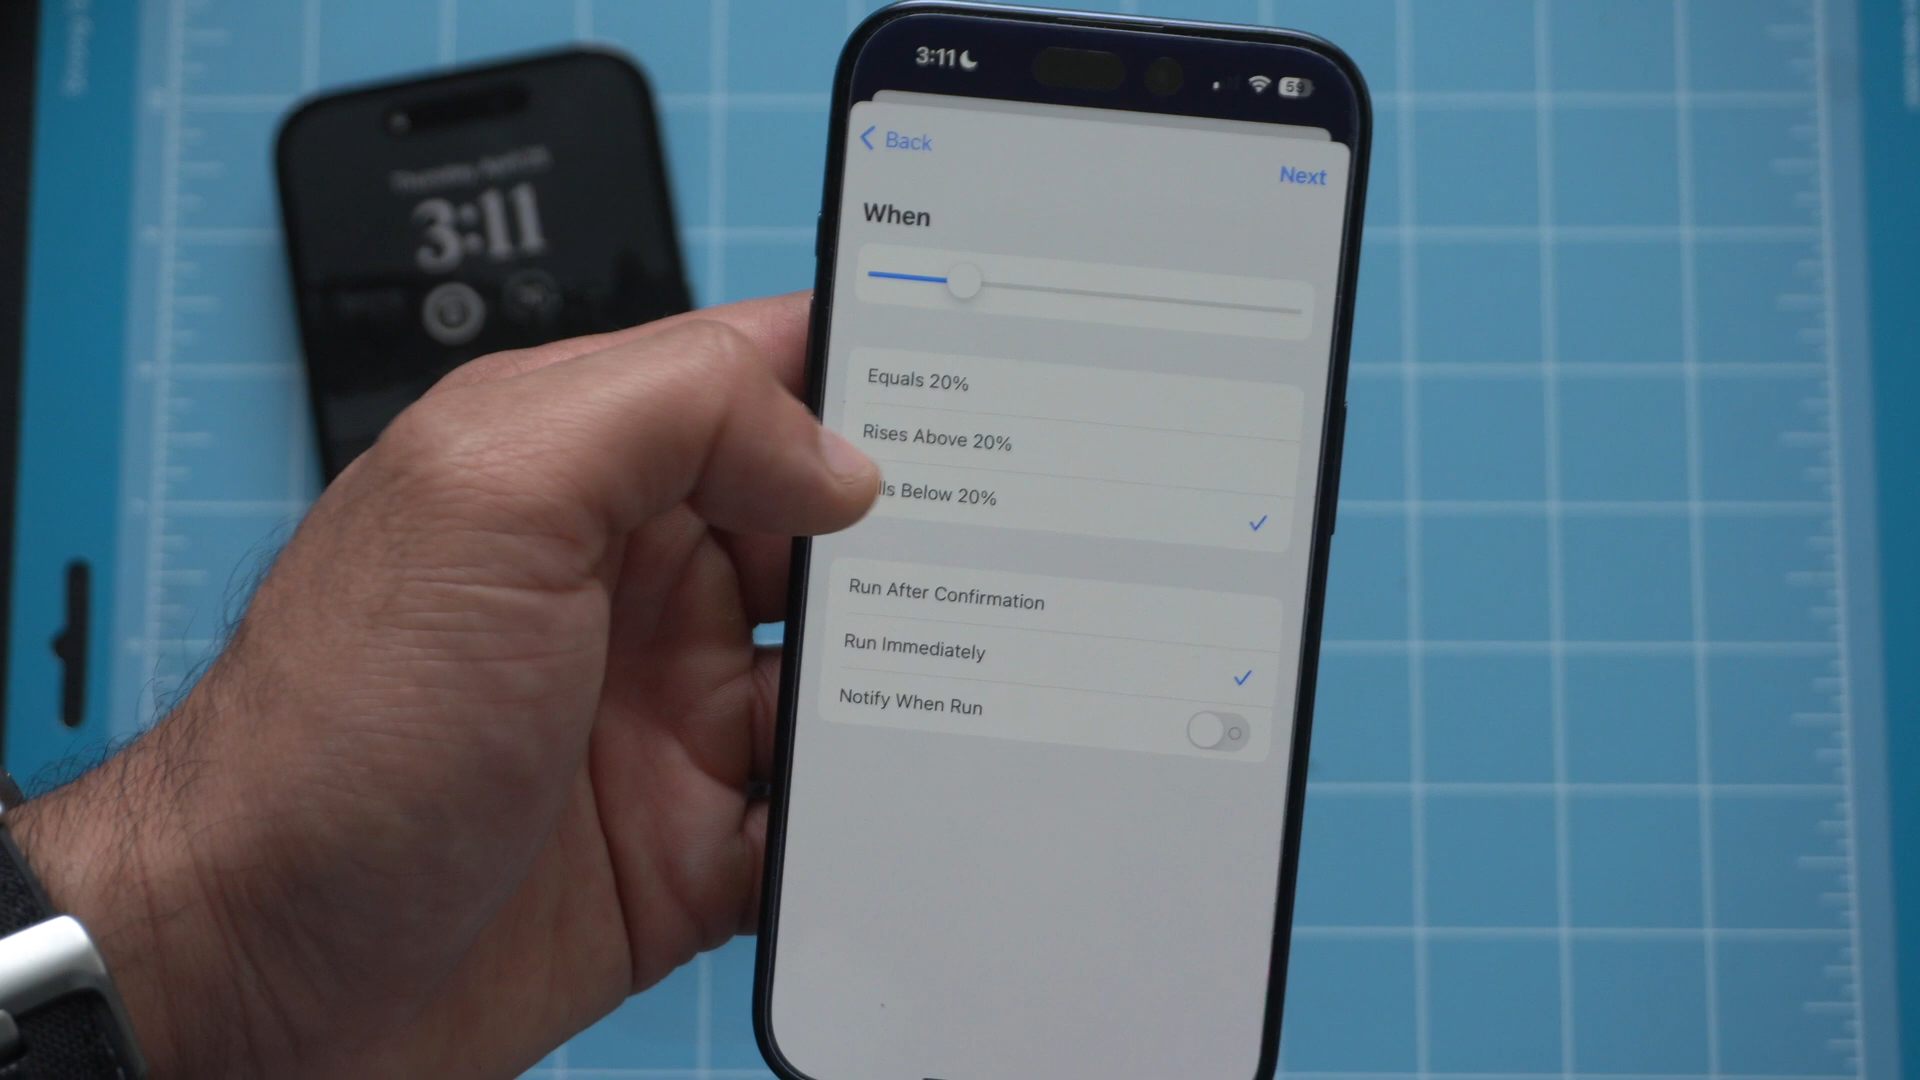 3:11
59
Back
Next
When
Equals 20%
Rises Above 20%
lls Below 20%
Run After Confirmation
Run Immediately
Notify When Run
3:11